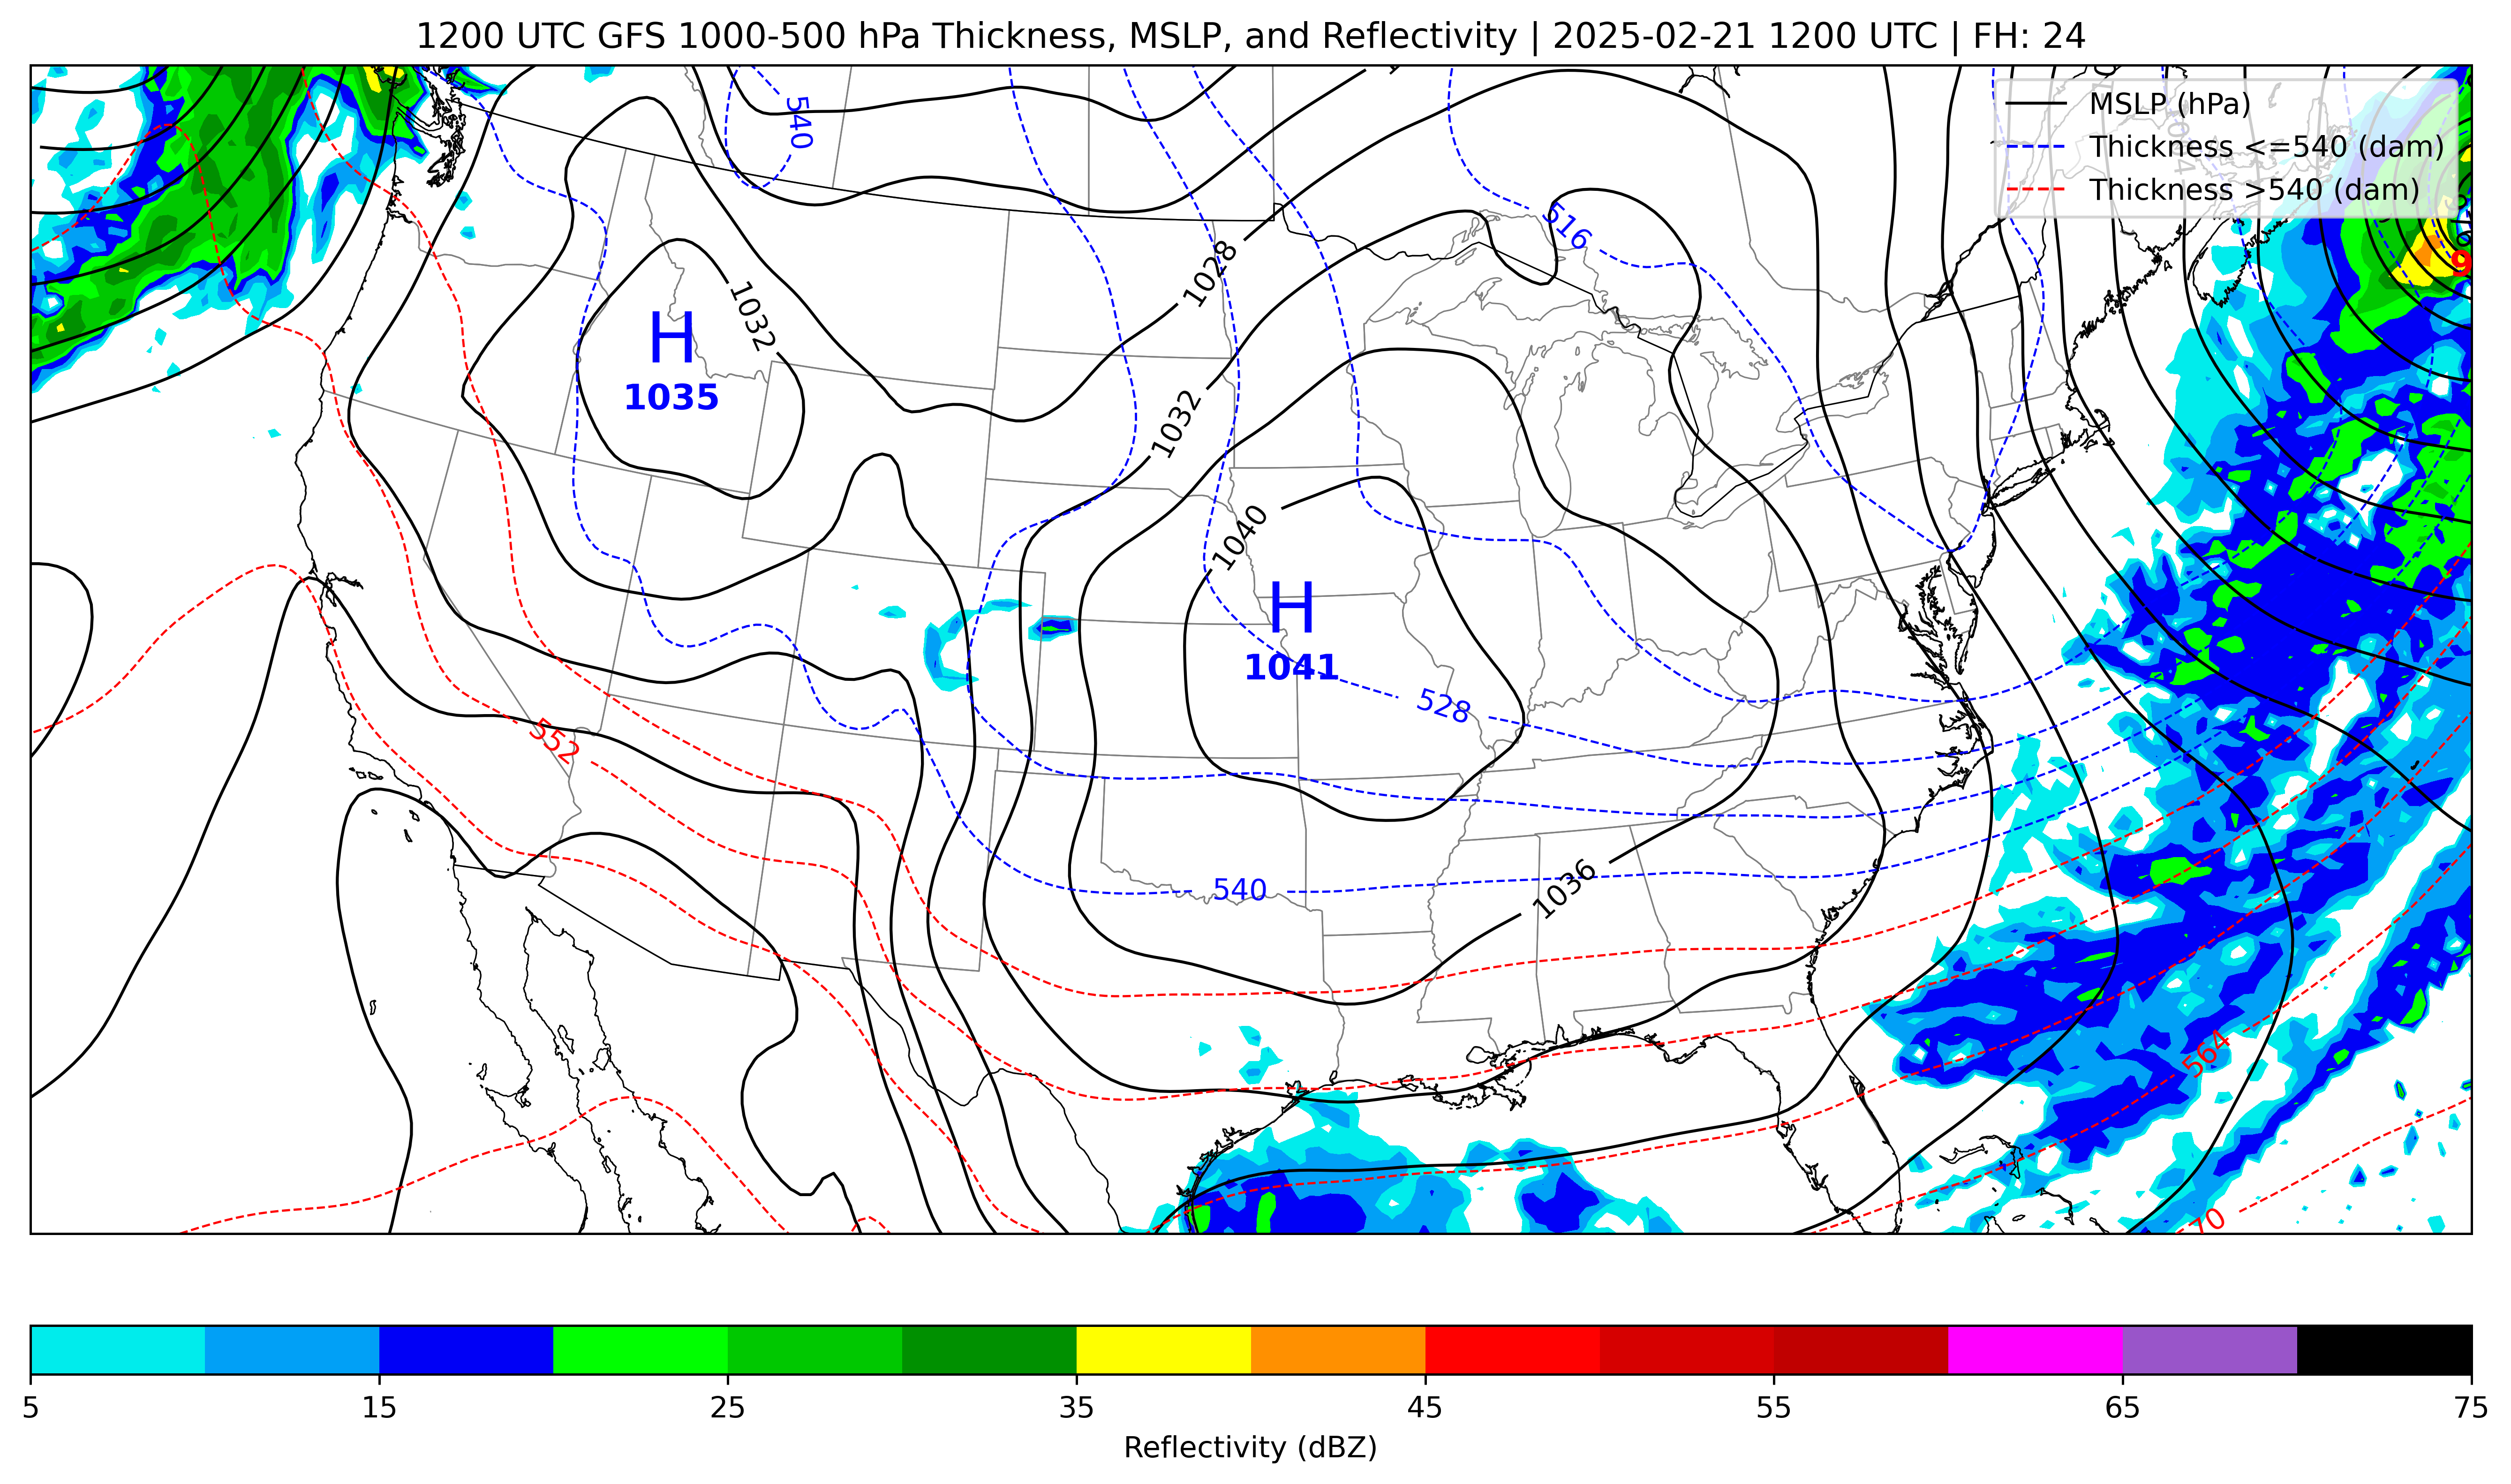 1200 UTC GFS 1000-500 hPa Thickness, MSLP, and Reflectivity | 2025-02-21 1200 UTC | FH: 24
MSLP (hPa)
Thickness <=540 (dam)
Thickness >540 (dam)
540
516
1028
1032
H
1035
1032
1040
H
1041
528
552
540
1036
564
5 15 25 35 45 55 65 75
Reflectivity (dBZ)